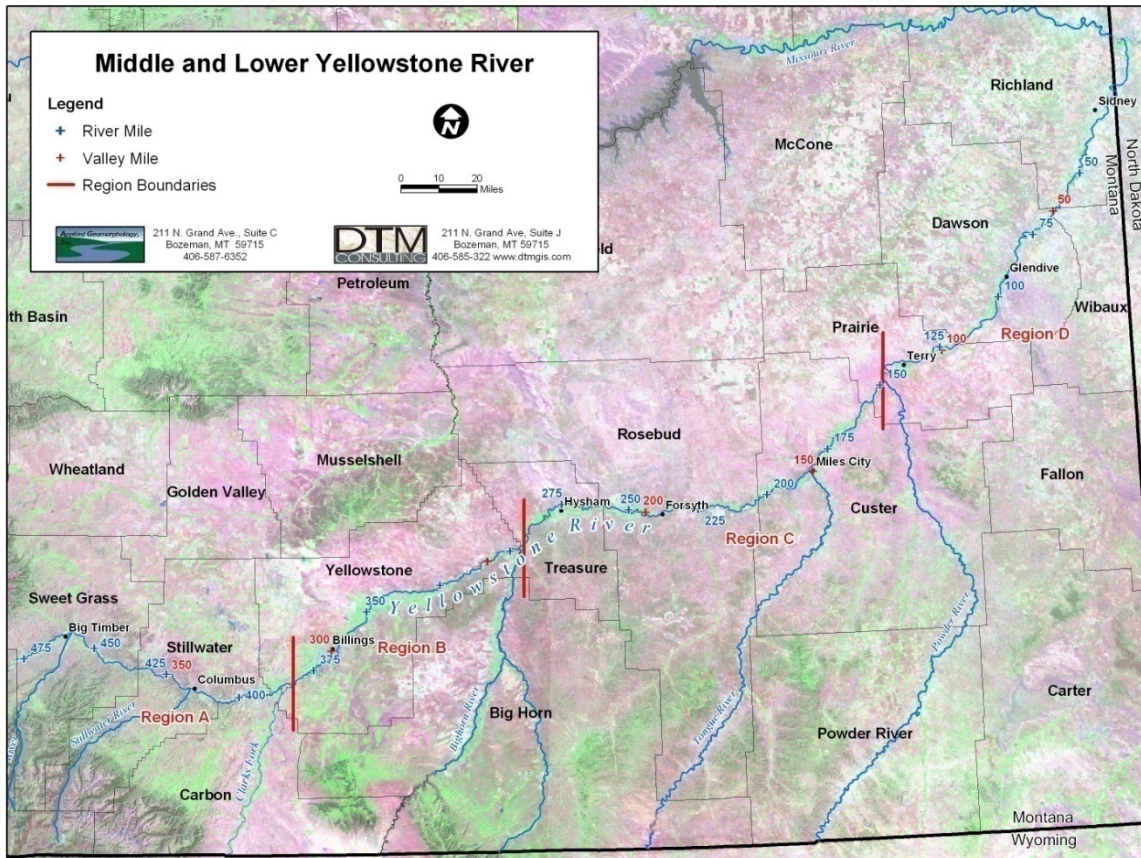 Middle and Lower Yellowstone River
Legend
River Mile
Valley Mile
Region Boundaries
N
0 10 20
Miles
Applied Geomorphology,
Inc.
211 N. Grand Ave., Suite C
Bozeman, MT 59715
406-587-6352
DTM
CONSULTING
211 N. Grand Ave, Suite J
Bozeman, MT 59715
406-585-322 www.dtmgis.com
Missouri River
Richland
Sidney
McCone
North Dakota
Montana
50
50
Dawson
75
Glendive
100
Wibaux
Petroleum
th Basin
Prairie
125
100
Region D
Terry
150
Rosebud
175
150
Miles City
Fallon
Wheatland
Musselshell
Golden Valley
275
Hysham
250
200
Forsyth
200
225
Custer
Region C
Yellowstone River
Yellowstone
Treasure
350
Sweet Grass
Big Timber
475
450
Stillwater
300
Billings
Region B
375
425
350
Columbus
400
Region A
Stillwater River
Clarks Fork
Carbon
Bighorn River
Big Horn
Tongue River
Powder River
Powder River
Carter
Montana
Wyoming